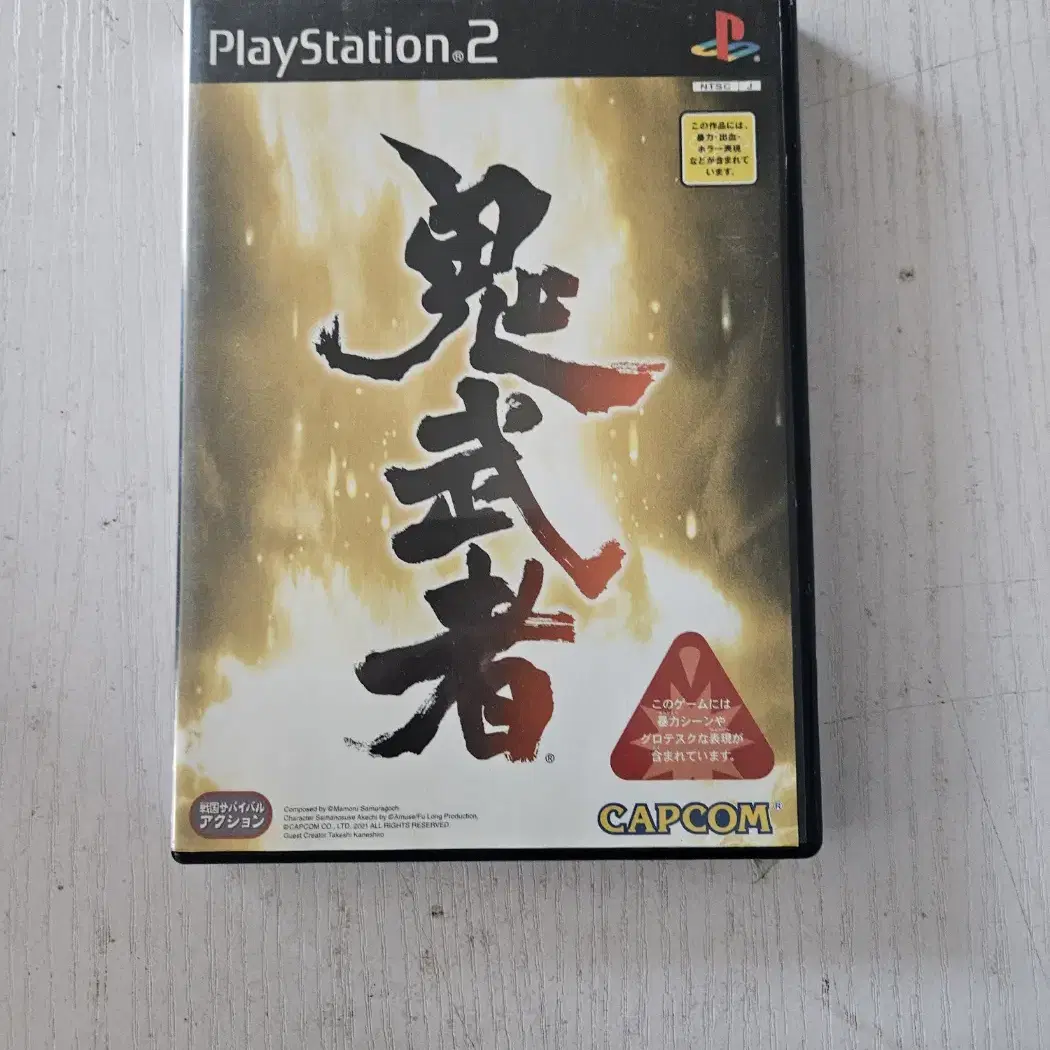 PlayStation®2
NTSC J
この作品には、
暴力・出血・
ホラー表現
などが含まれて
います。
鬼武者®
このゲームには
暴力シーンや
グロテスクな表現が
含まれています。
戦国サバイバル
アクション
Composed by ©Mamoru Samuragoch
Character Samanosuke Akechi by ©Amuse/Fu Long Production,
©CAPCOM CO., LTD. 2001 ALL RIGHTS RESERVED.
Guest Creator Takeshi Kaneshiro
CAPCOM®